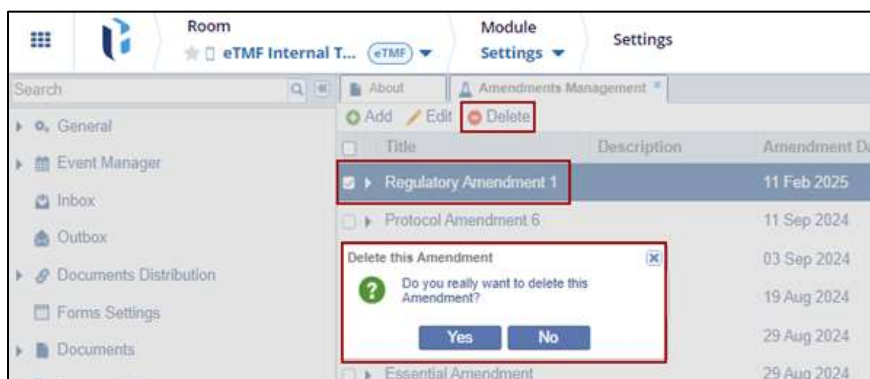 Room
eTMF Internal T... eTMF
Module
Settings
Settings
Search
General
Event Manager
Inbox
Outbox
Documents Distribution
Forms Settings
Documents
About
Amendments Management
Add Edit Delete
Title Description Amendment Da
Regulatory Amendment 1 11 Feb 2025
Protocol Amendment 6 11 Sep 2024
03 Sep 2024
19 Aug 2024
29 Aug 2024
Essential Amendment 29 Aug 2024
Delete this Amendment
Do you really want to delete this
Amendment?
Yes No